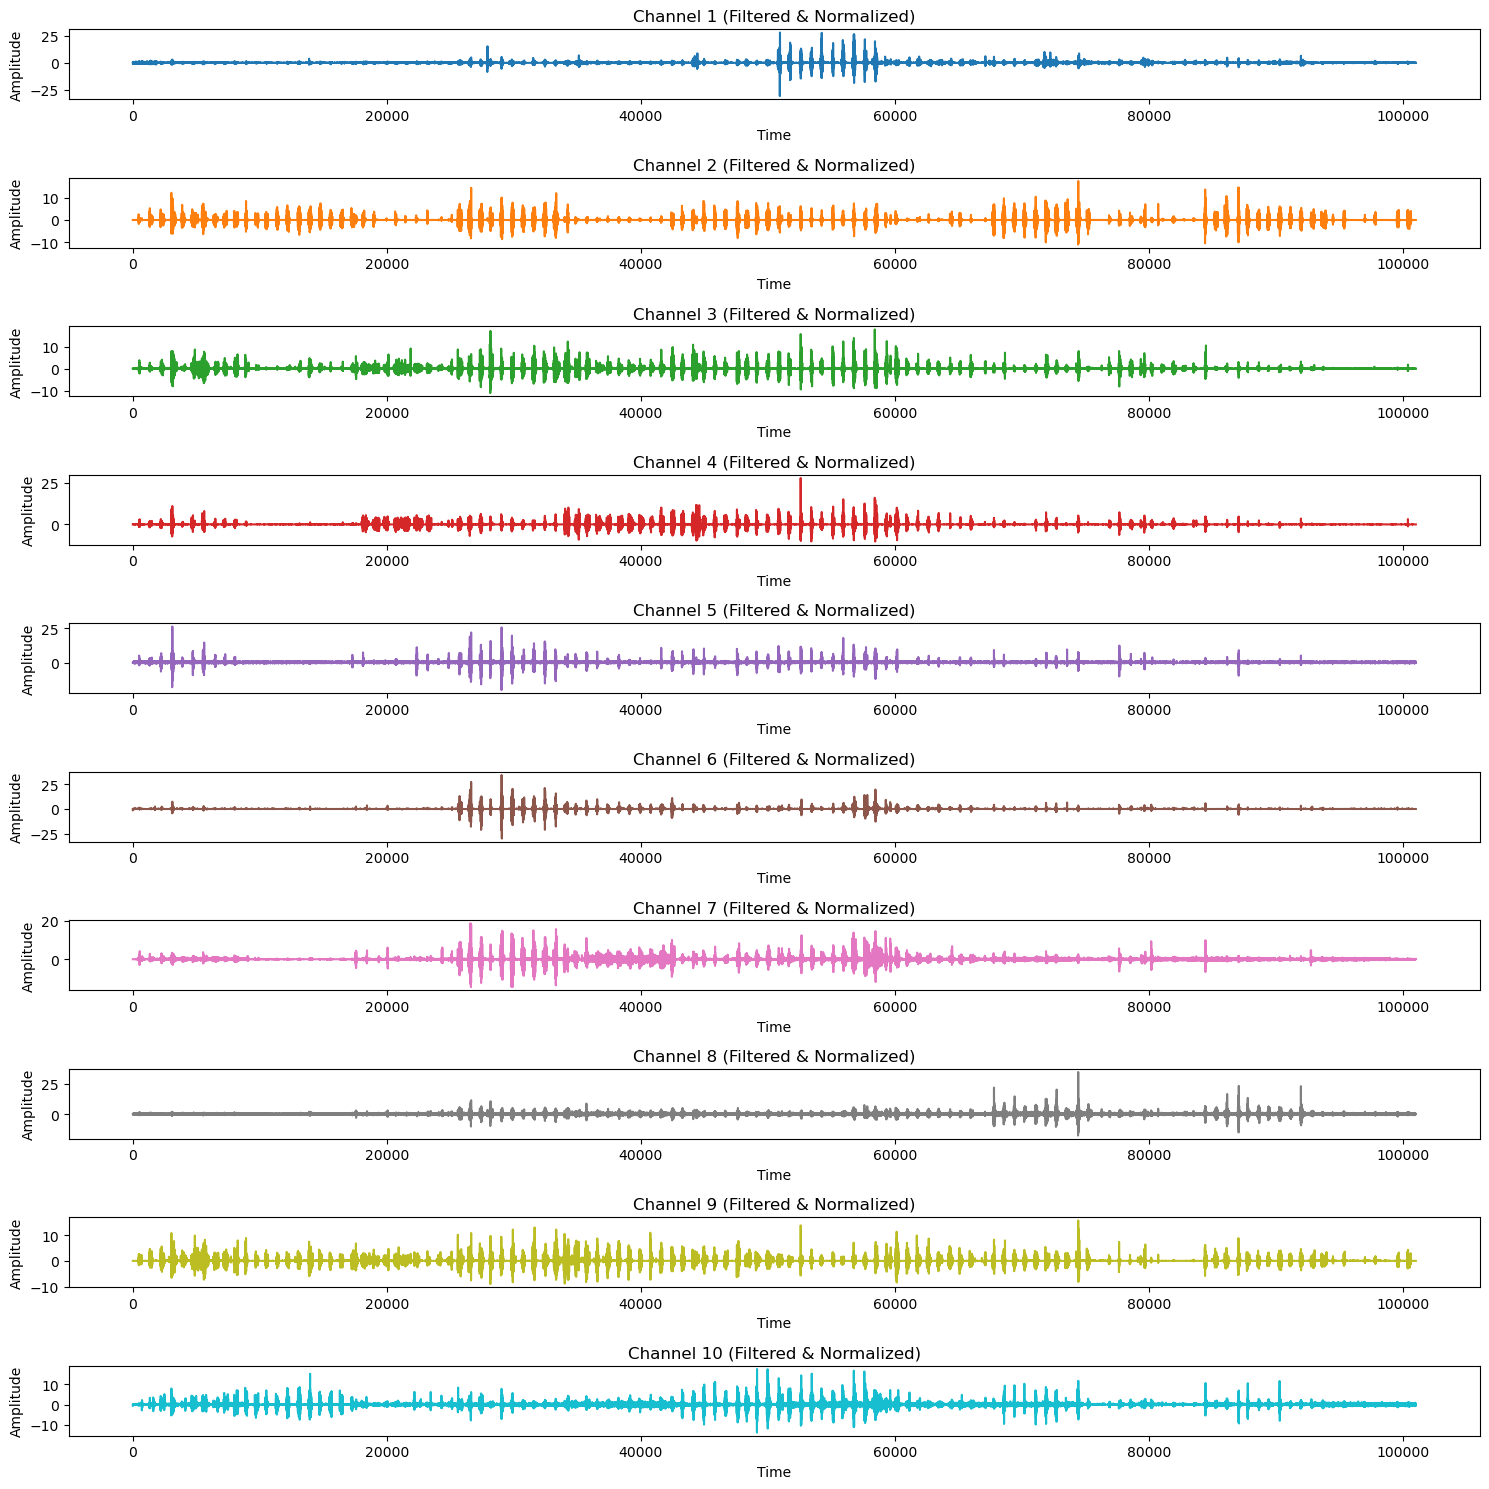 Channel 1 (Filtered & Normalized)
Amplitude
25
0
−25
0 20000 40000 60000 80000 100000
Time
Channel 2 (Filtered & Normalized)
Amplitude
10
0
−10
0 20000 40000 60000 80000 100000
Time
Channel 3 (Filtered & Normalized)
Amplitude
10
0
−10
0 20000 40000 60000 80000 100000
Time
Channel 4 (Filtered & Normalized)
Amplitude
25
0
0 20000 40000 60000 80000 100000
Time
Channel 5 (Filtered & Normalized)
Amplitude
25
0
0 20000 40000 60000 80000 100000
Time
Channel 6 (Filtered & Normalized)
Amplitude
25
0
−25
0 20000 40000 60000 80000 100000
Time
Channel 7 (Filtered & Normalized)
Amplitude
20
0
0 20000 40000 60000 80000 100000
Time
Channel 8 (Filtered & Normalized)
Amplitude
25
0
0 20000 40000 60000 80000 100000
Time
Channel 9 (Filtered & Normalized)
Amplitude
10
0
−10
0 20000 40000 60000 80000 100000
Time
Channel 10 (Filtered & Normalized)
Amplitude
10
0
−10
0 20000 40000 60000 80000 100000
Time